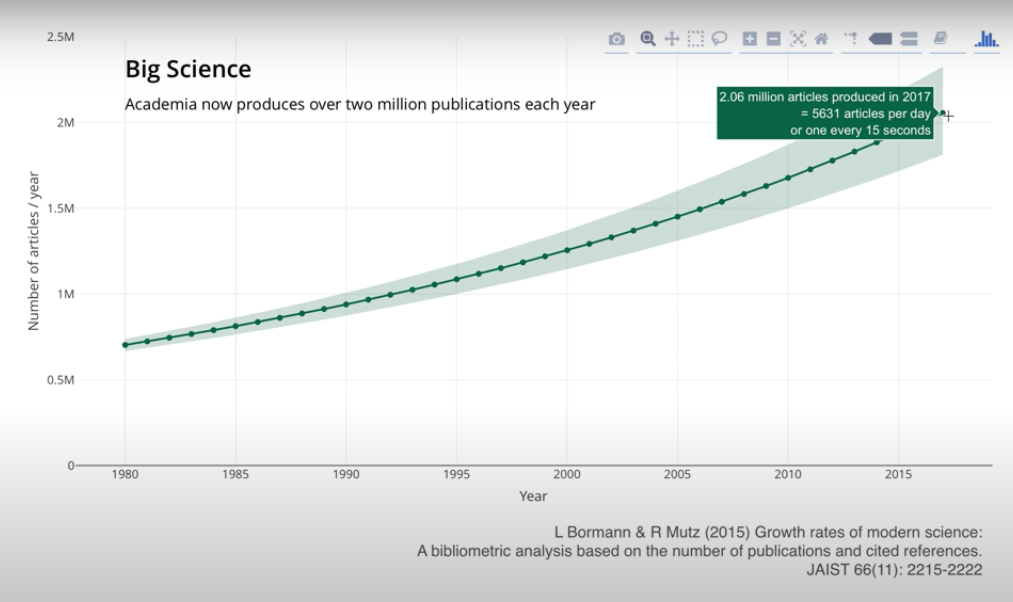 Big Science
Academia now produces over two million publications each year
2.06 million articles produced in 2017
= 5631 articles per day
or one every 15 seconds
Number of articles / year
2.5M
2M
1.5M
1M
0.5M
0
1980 1985 1990 1995 2000 2005 2010 2015
Year
L Bormann & R Mutz (2015) Growth rates of modern science:
A bibliometric analysis based on the number of publications and cited references.
JAIST 66(11): 2215-2222